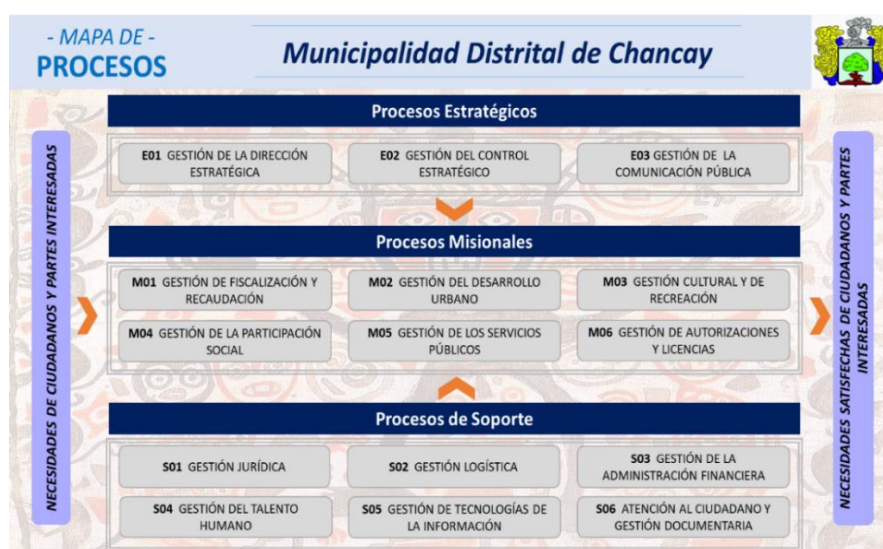 - MAPA DE -
PROCESOS
Municipalidad Distrital de Chancay
NECESIDADES DE CIUDADANOS Y PARTES INTERESADAS
Procesos Estratégicos
E01 GESTIÓN DE LA DIRECCIÓN
ESTRATÉGICA
E02 GESTIÓN DEL CONTROL
ESTRATÉGICO
E03 GESTIÓN DE LA
COMUNICACIÓN PÚBLICA
Procesos Misionales
M01 GESTIÓN DE FISCALIZACIÓN Y
RECAUDACIÓN
M02 GESTIÓN DEL DESARROLLO
URBANO
M03 GESTIÓN CULTURAL Y DE
RECREACIÓN
M04 GESTIÓN DE LA PARTICIPACIÓN
SOCIAL
M05 GESTIÓN DE LOS SERVICIOS
PÚBLICOS
M06 GESTIÓN DE AUTORIZACIONES
Y LICENCIAS
Procesos de Soporte
S01 GESTIÓN JURÍDICA
S02 GESTIÓN LOGÍSTICA
S03 GESTIÓN DE LA
ADMINISTRACIÓN FINANCIERA
S04 GESTIÓN DEL TALENTO
HUMANO
S05 GESTIÓN DE TECNOLOGÍAS DE
LA INFORMACIÓN
S06 ATENCIÓN AL CIUDADANO Y
GESTIÓN DOCUMENTARIA
NECESIDADES SATISFECHAS DE CIUDADANOS Y PARTES
INTERESADAS